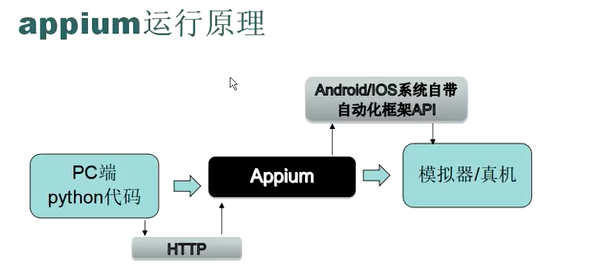 appium运行原理
Android/IOS系统自带
自动化框架API
PC端
python代码
Appium
模拟器/真机
HTTP